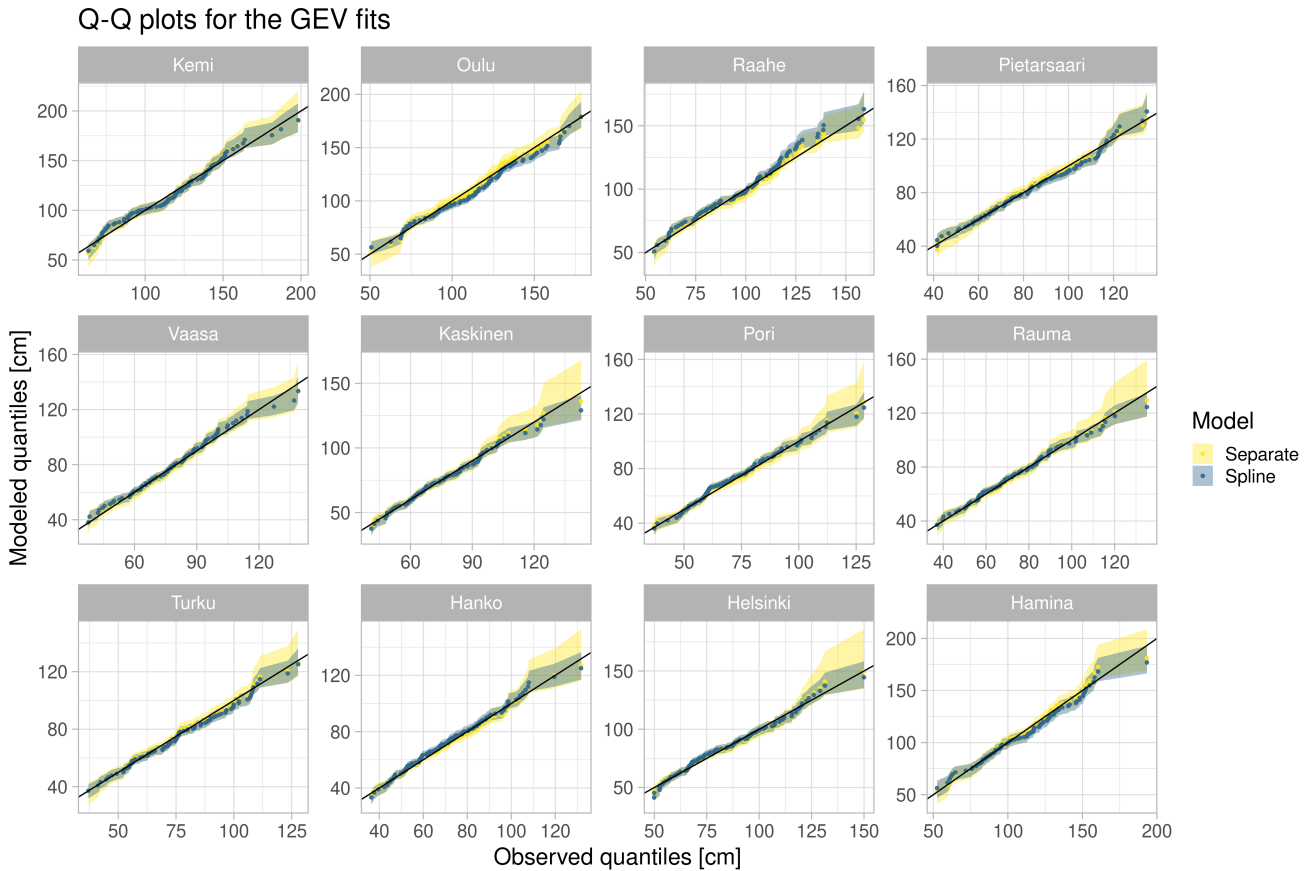 Q-Q plots for the GEV fits
Kemi
Oulu
Raahe
Pietarsaari
200
150
100
50
100 150 200
200
150
100
50
50 100 150
150
100
50
50 75 100 125 150
160
120
80
40
40 60 80 100 120
Modeled quantiles [cm]
Vaasa
Kaskinen
Pori
Rauma
160
120
80
40
60 90 120
150
100
50
60 90 120
160
120
80
40
50 75 100 125
160
120
80
40
40 60 80 100 120
Model
Separate
Spline
Turku
Hanko
Helsinki
Hamina
120
80
40
50 75 100 125
120
80
40
40 60 80 100 120
150
100
50
50 75 100 125 150
200
150
100
50
50 100 150 200
Observed quantiles [cm]